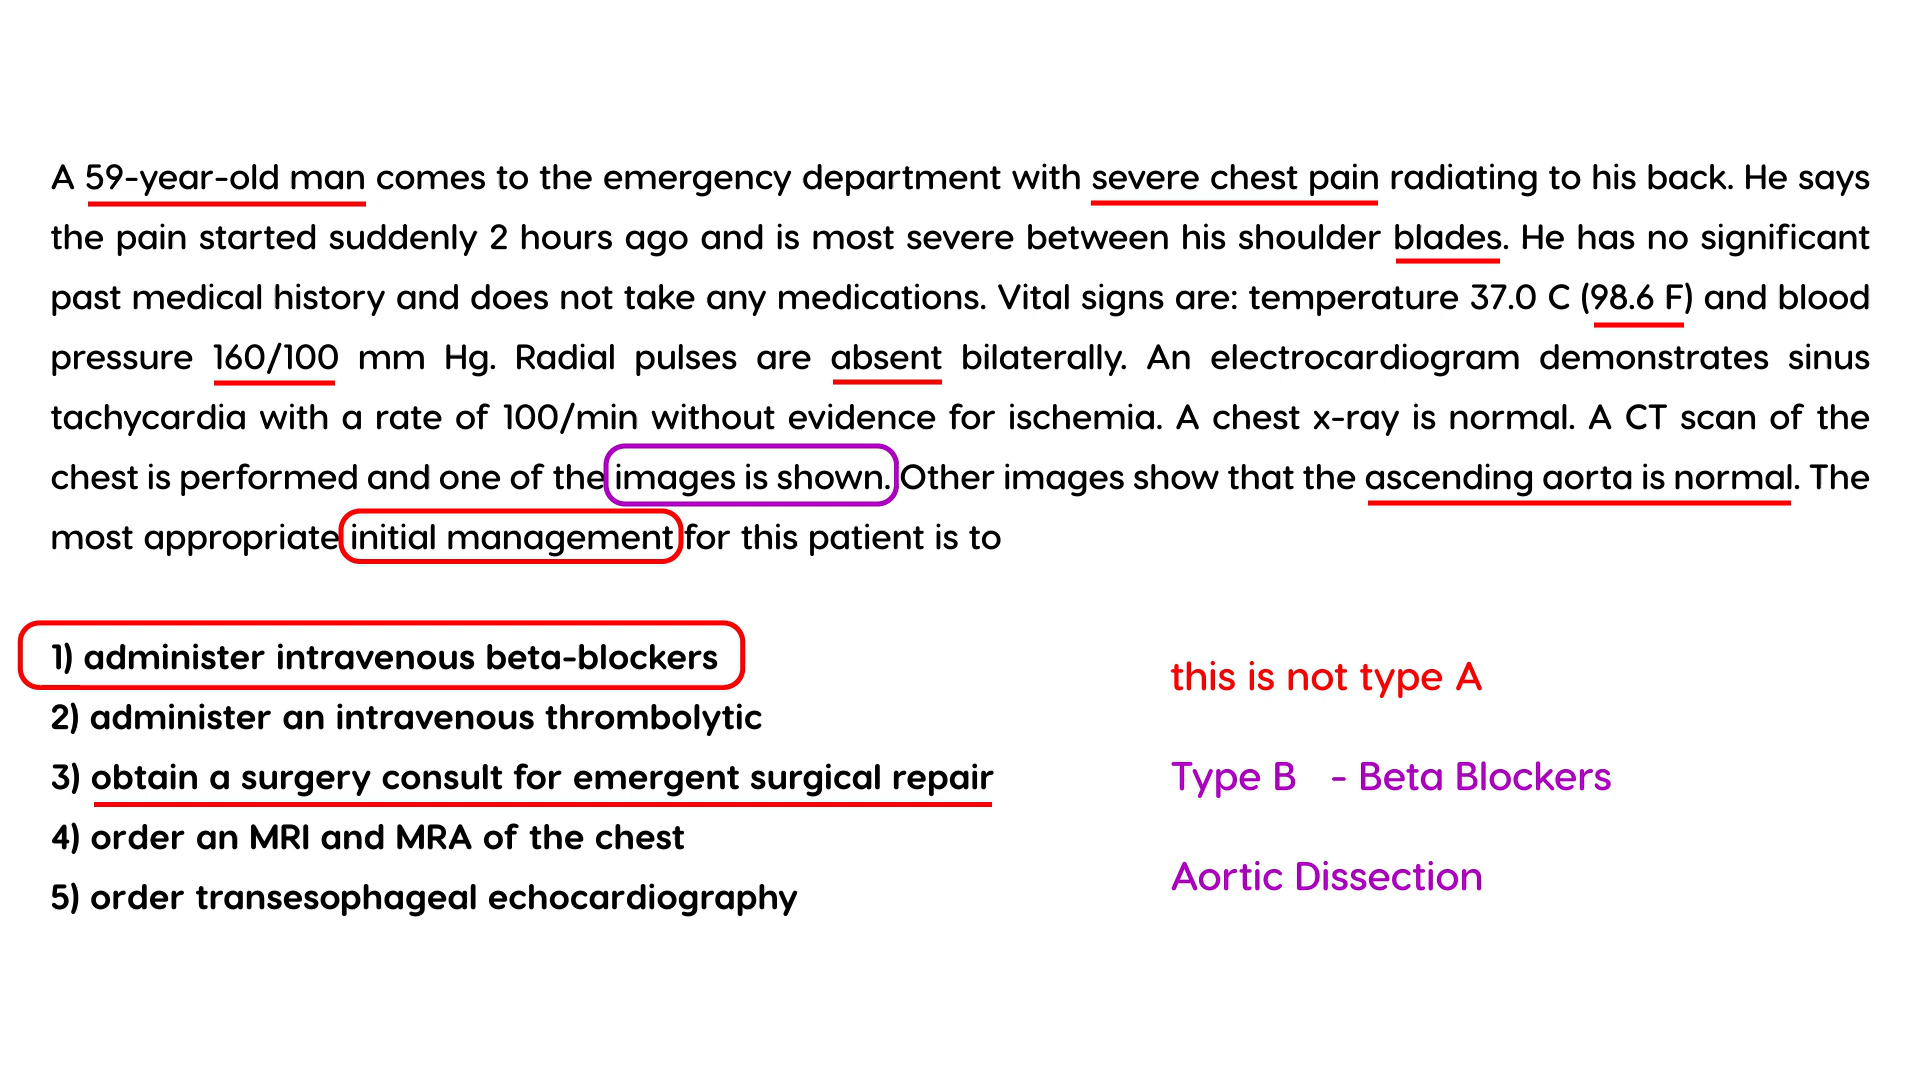 A 59-year-old man comes to the emergency department with severe chest pain radiating to his back. He says
the pain started suddenly 2 hours ago and is most severe between his shoulder blades. He has no significant
past medical history and does not take any medications. Vital signs are: temperature 37.0 C (98.6 F) and blood
pressure 160/100 mm Hg. Radial pulses are absent bilaterally. An electrocardiogram demonstrates sinus
tachycardia with a rate of 100/min without evidence for ischemia. A chest x-ray is normal. A CT scan of the
chest is performed and one of the images is shown. Other images show that the ascending aorta is normal. The
most appropriate initial management for this patient is to
1) administer intravenous beta-blockers
2) administer an intravenous thrombolytic
3) obtain a surgery consult for emergent surgical repair
4) order an MRI and MRA of the chest
5) order transesophageal echocardiography
this is not type A
Type B - Beta Blockers
Aortic Dissection